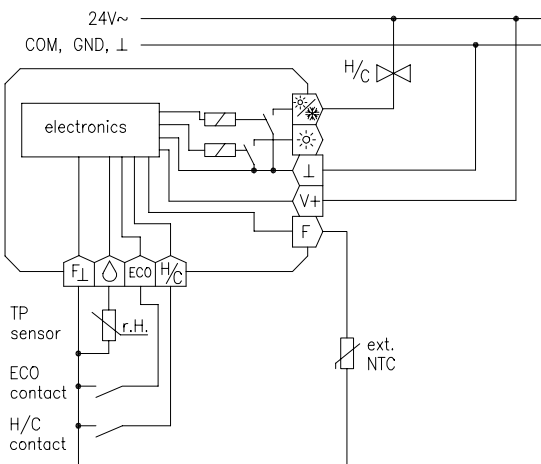 24V~
COM, GND, ⊥
H/C
electronics
⊥
V+
F
F⊥
ECO
H/C
TP
sensor
r.H.
ext.
NTC
ECO
contact
H/C
contact